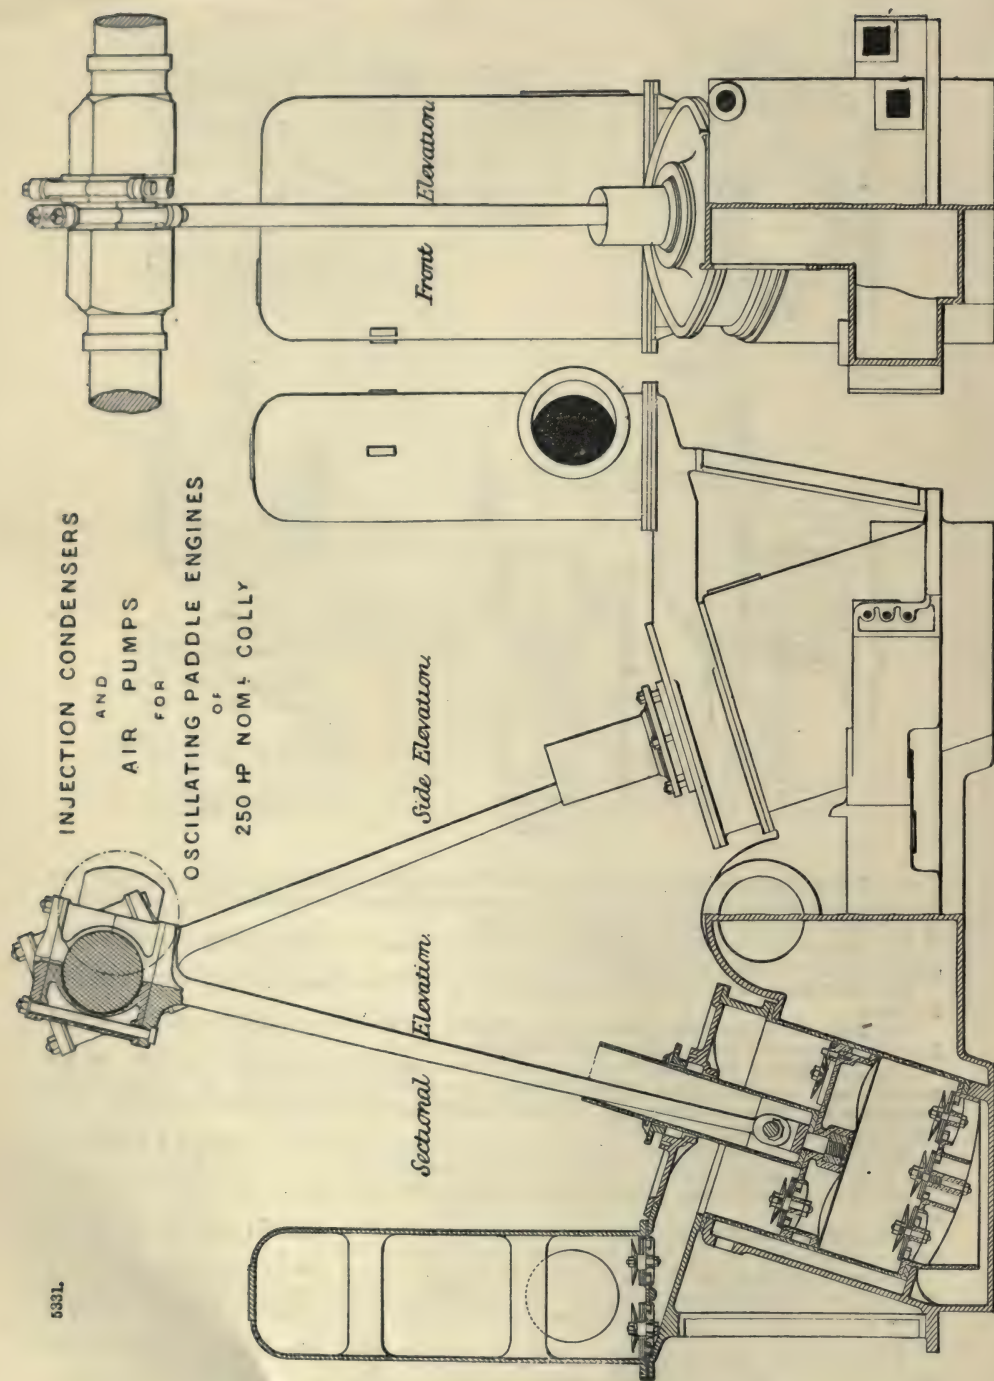 5331.
INJECTION CONDENSERS
AND
AIR PUMPS
FOR
OSCILLATING PADDLE ENGINES
OF
250 HP NOML COLLY
Sectional Elevation.
Side Elevation.
Front Elevation.